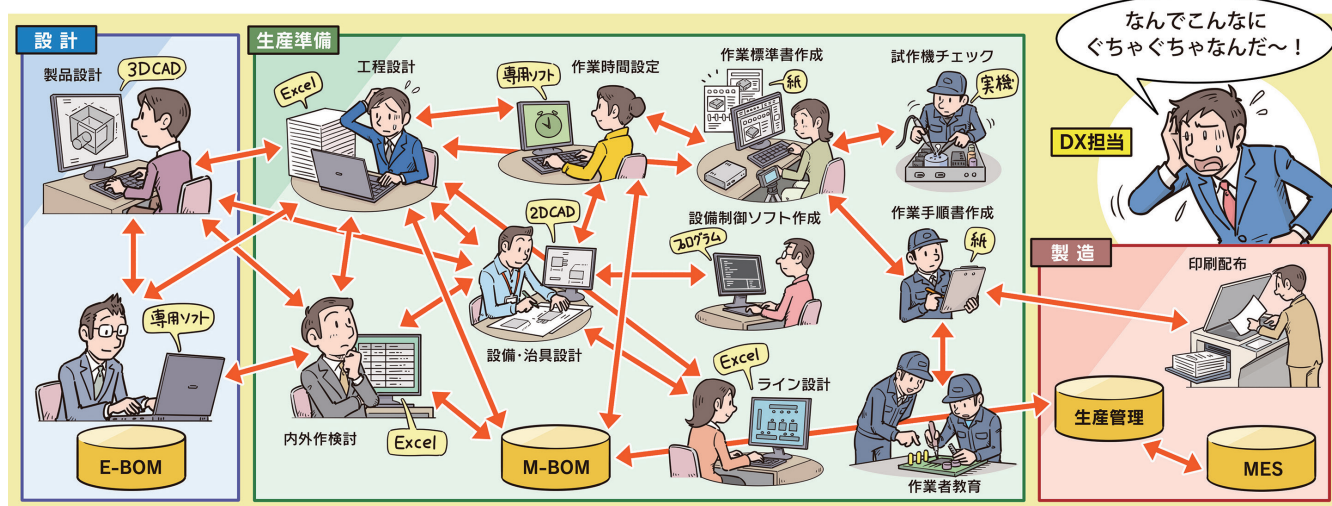 設計
製品設計
3DCAD
専用ソフト
E-BOM
生産準備
工程設計
Excel
作業時間設定
専用ソフト
作業標準書作成
紙
試作機チェック
実機
2DCAD
設備・治具設計
設備制御ソフト作成
プログラム
作業手順書作成
紙
内外作検討
Excel
M-BOM
Excel
ライン設計
作業者教育
なんでこんなに
ぐちゃぐちゃなんだ~!
DX担当
製造
印刷配布
生産管理
MES